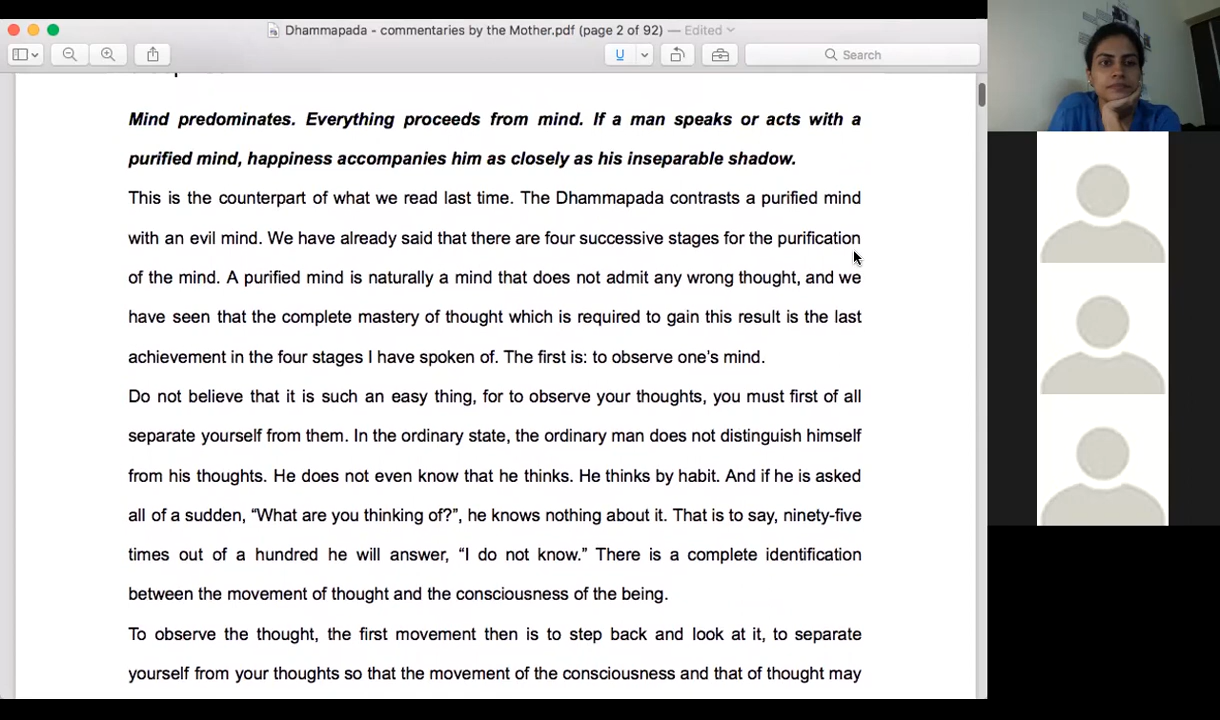 Dhammapada - commentaries by the Mother.pdf (page 2 of 92) — Edited
Search
Mind predominates. Everything proceeds from mind. If a man speaks or acts with a
purified mind, happiness accompanies him as closely as his inseparable shadow.
This is the counterpart of what we read last time. The Dhammapada contrasts a purified mind
with an evil mind. We have already said that there are four successive stages for the purification
of the mind. A purified mind is naturally a mind that does not admit any wrong thought, and we
have seen that the complete mastery of thought which is required to gain this result is the last
achievement in the four stages I have spoken of. The first is: to observe one’s mind.
Do not believe that it is such an easy thing, for to observe your thoughts, you must first of all
separate yourself from them. In the ordinary state, the ordinary man does not distinguish himself
from his thoughts. He does not even know that he thinks. He thinks by habit. And if he is asked
all of a sudden, “What are you thinking of?”, he knows nothing about it. That is to say, ninety-five
times out of a hundred he will answer, “I do not know.” There is a complete identification
between the movement of thought and the consciousness of the being.
To observe the thought, the first movement then is to step back and look at it, to separate
yourself from your thoughts so that the movement of the consciousness and that of thought may